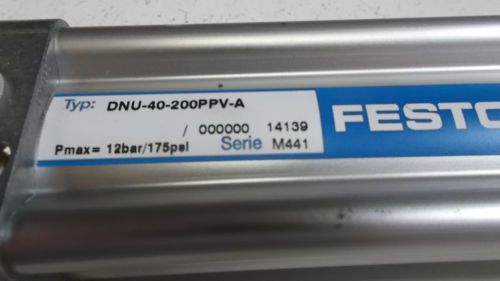 Typ: DNU-40-200PPV-A
/ 000000 14139
Pmax= 12bar/175psi Serie M441
FESTO